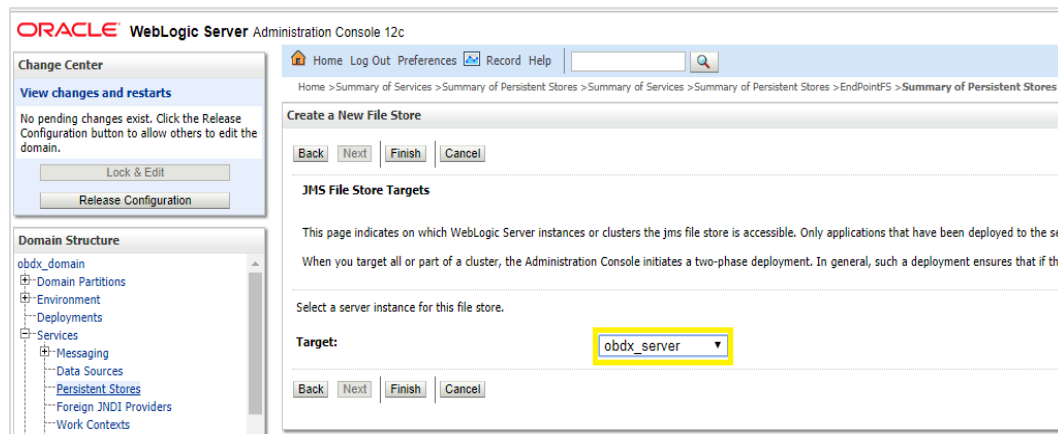 ORACLE WebLogic Server Administration Console 12c
Change Center
View changes and restarts
No pending changes exist. Click the Release
Configuration button to allow others to edit the
domain.
Lock & Edit
Release Configuration
Domain Structure
obdx_domain
Domain Partitions
Environment
Deployments
Services
Messaging
Data Sources
Persistent Stores
Foreign JNDI Providers
Work Contexts
Home Log Out Preferences Record Help
Home >Summary of Services >Summary of Persistent Stores >Summary of Services >Summary of Persistent Stores >EndPointFS >Summary of Persistent Stores
Create a New File Store
Back Next Finish Cancel
JMS File Store Targets
This page indicates on which WebLogic Server instances or clusters the jms file store is accessible. Only applications that have been deployed to the se
When you target all or part of a cluster, the Administration Console initiates a two-phase deployment. In general, such a deployment ensures that if th
Select a server instance for this file store.
Target: obdx_server
Back Next Finish Cancel